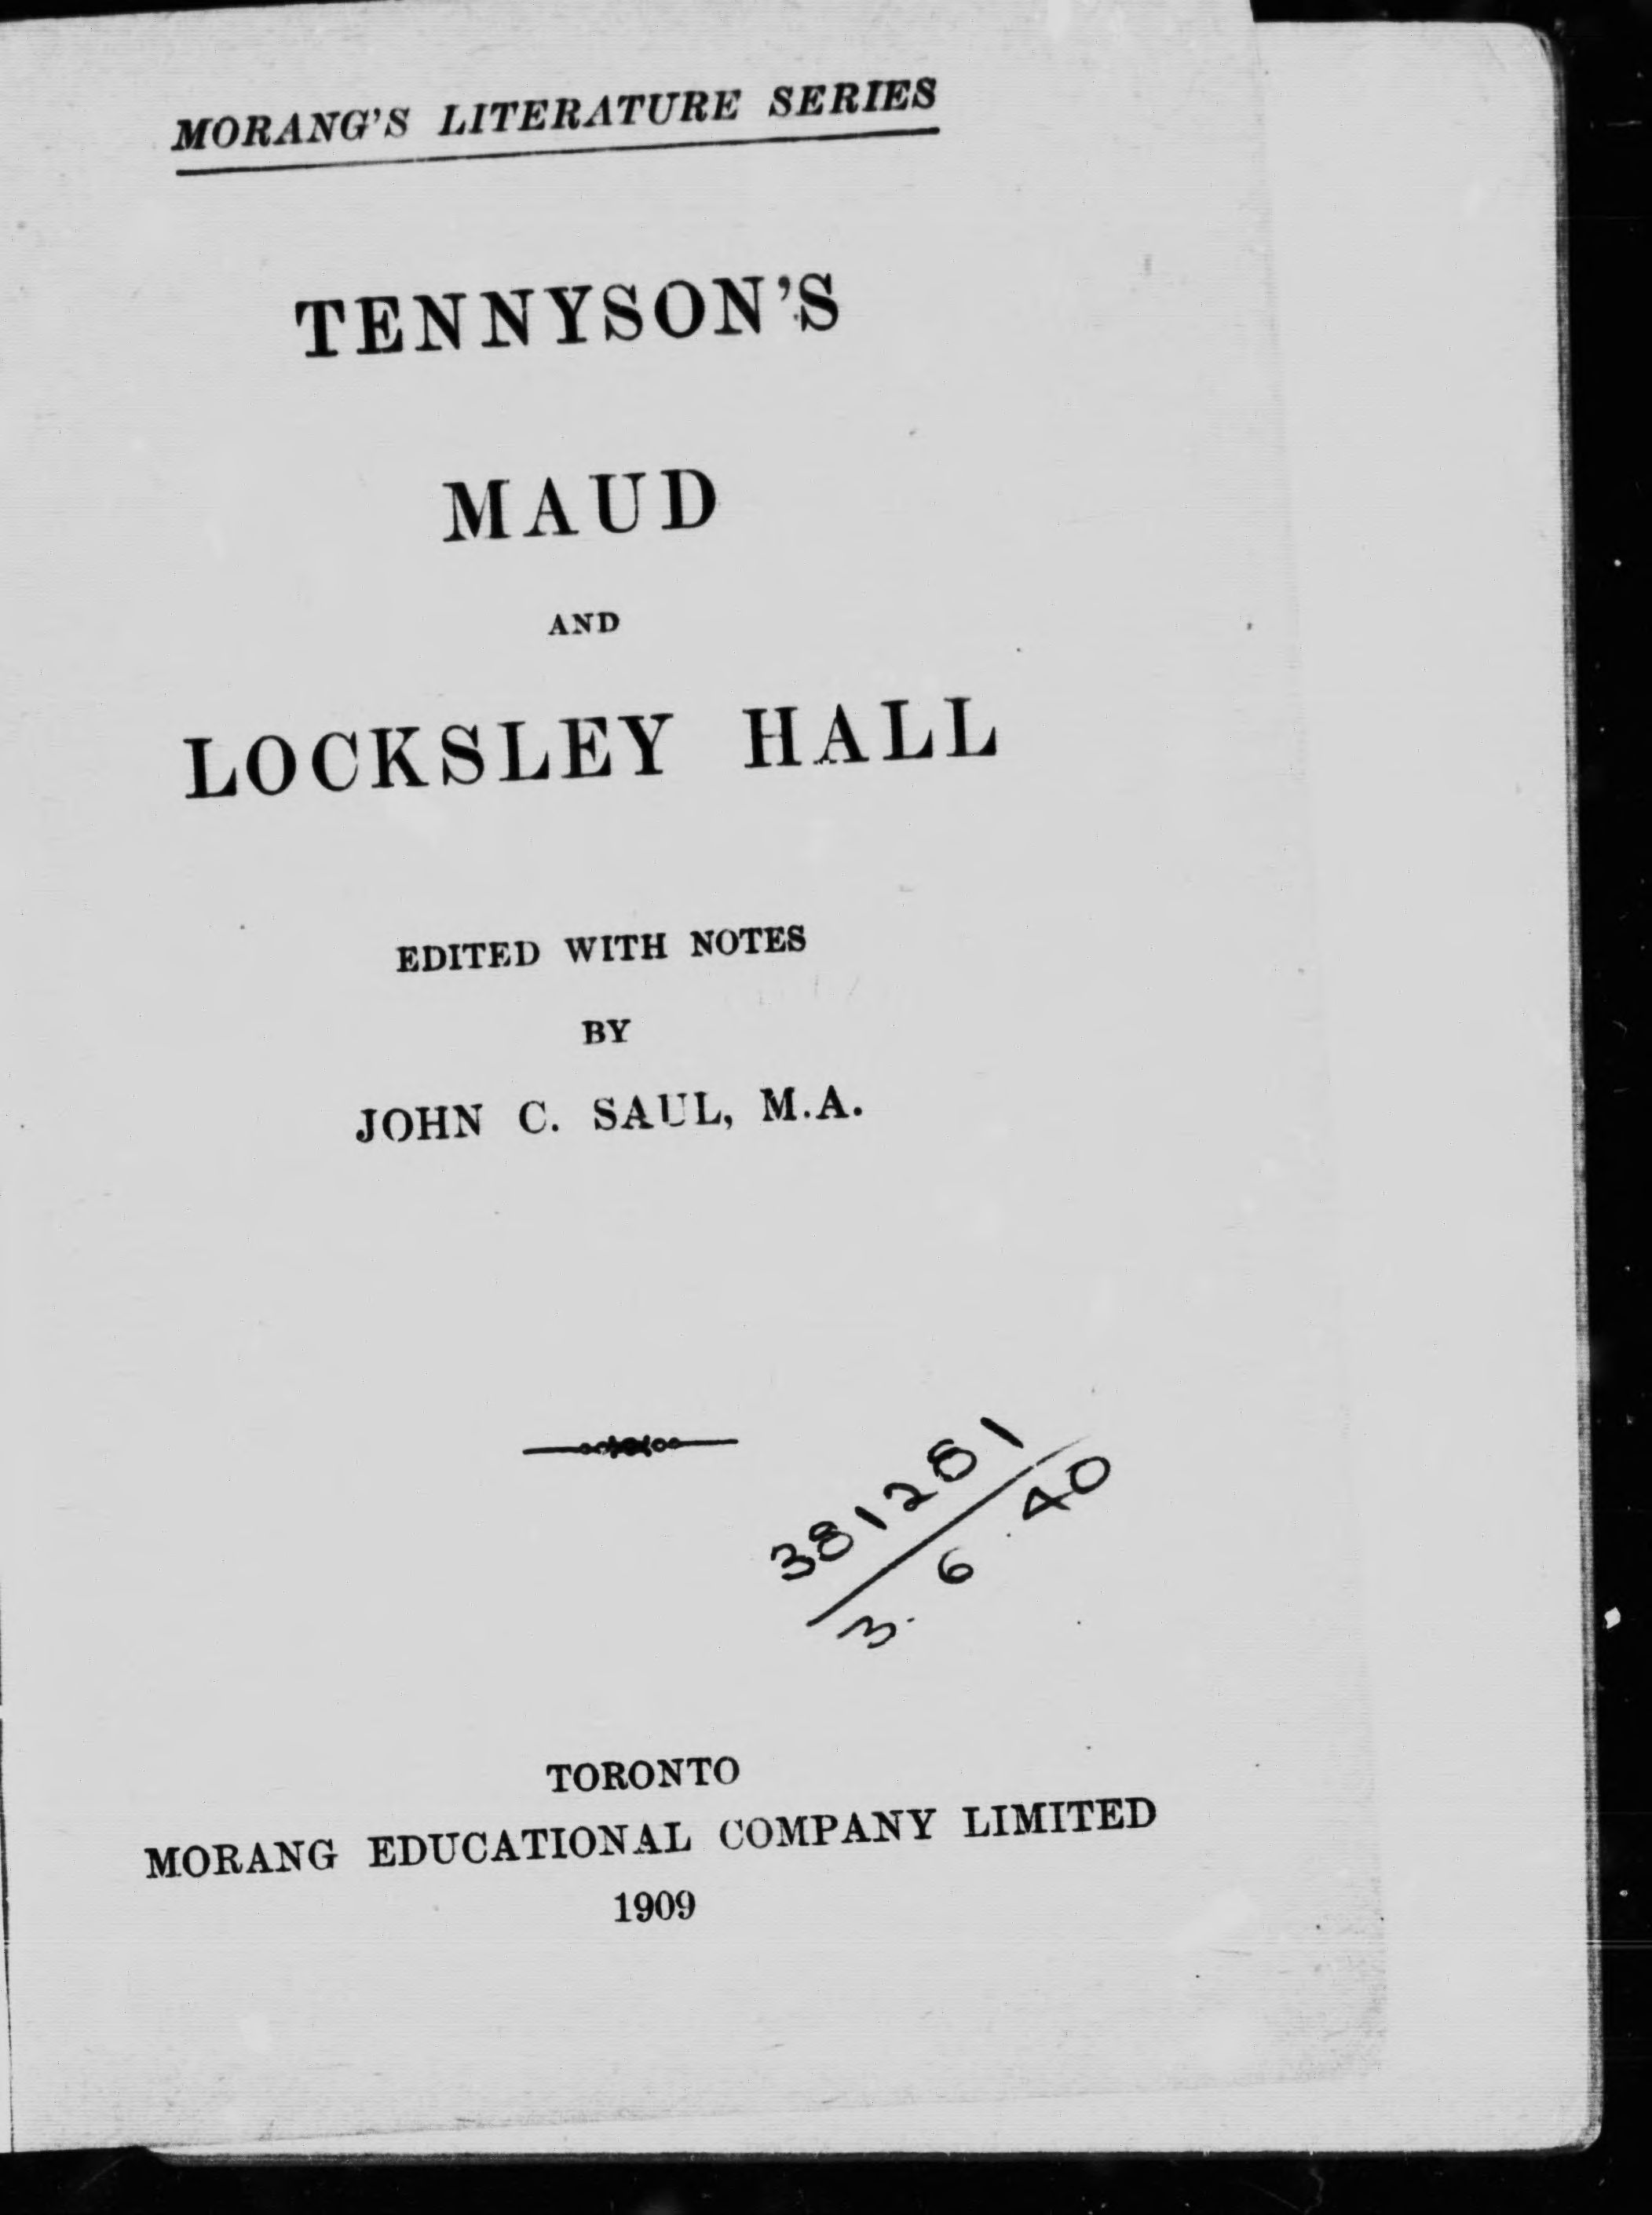 MORANG'S LITERATURE SERIES
TENNYSON'S
MAUD
AND
LOCKSLEY HALL
EDITED WITH NOTES
BY
JOHN C. SAUL, M.A.
381281
3. 6. 40
TORONTO
MORANG EDUCATIONAL COMPANY LIMITED
1909